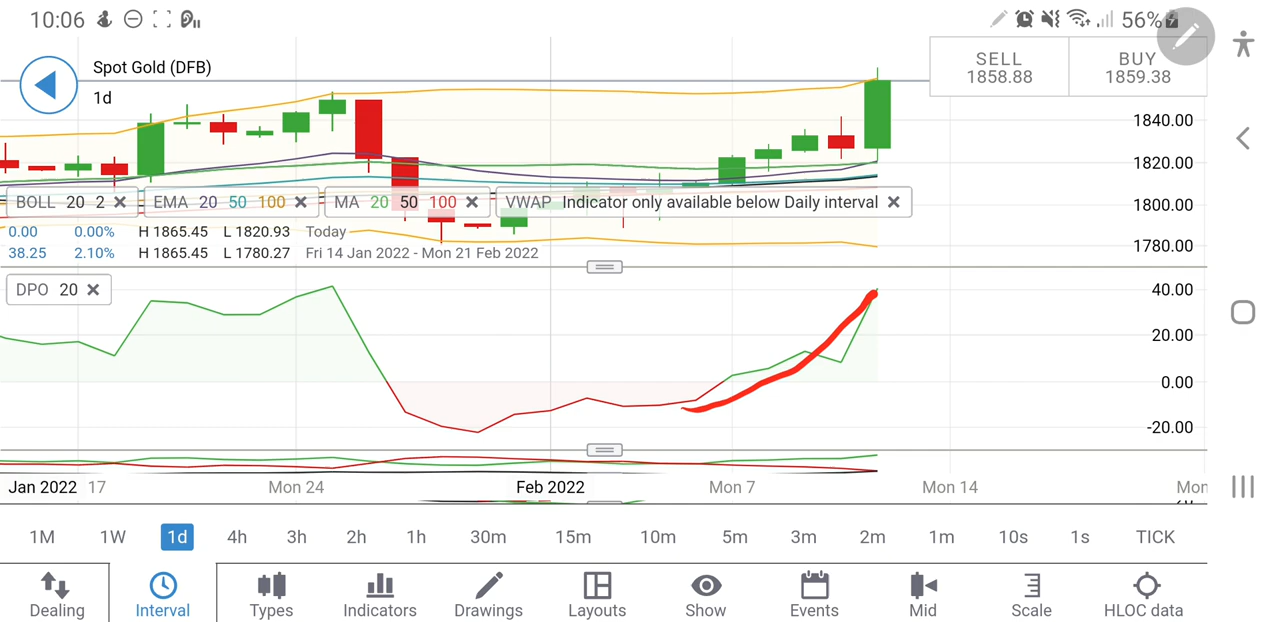 10:06 56%
Spot Gold (DFB)
1d
SELL BUY
1858.88 1859.38
1840.00
1820.00
1800.00
1780.00
BOLL 20 2 EMA 20 50 100 MA 20 50 100 VWAP Indicator only available below Daily interval
0.00 0.00% H 1865.45 L 1820.93 Today
38.25 2.10% H 1865.45 L 1780.27 Fri 14 Jan 2022 - Mon 21 Feb 2022
DPO 20
40.00
20.00
0.00
-20.00
Jan 2022 17 Mon 24 Feb 2022 Mon 7 Mon 14 Mon
1M 1W 1d 4h 3h 2h 1h 30m 15m 10m 5m 3m 2m 1m 10s 1s TICK
Dealing Interval Types Indicators Drawings Layouts Show Events Mid Scale HLOC data